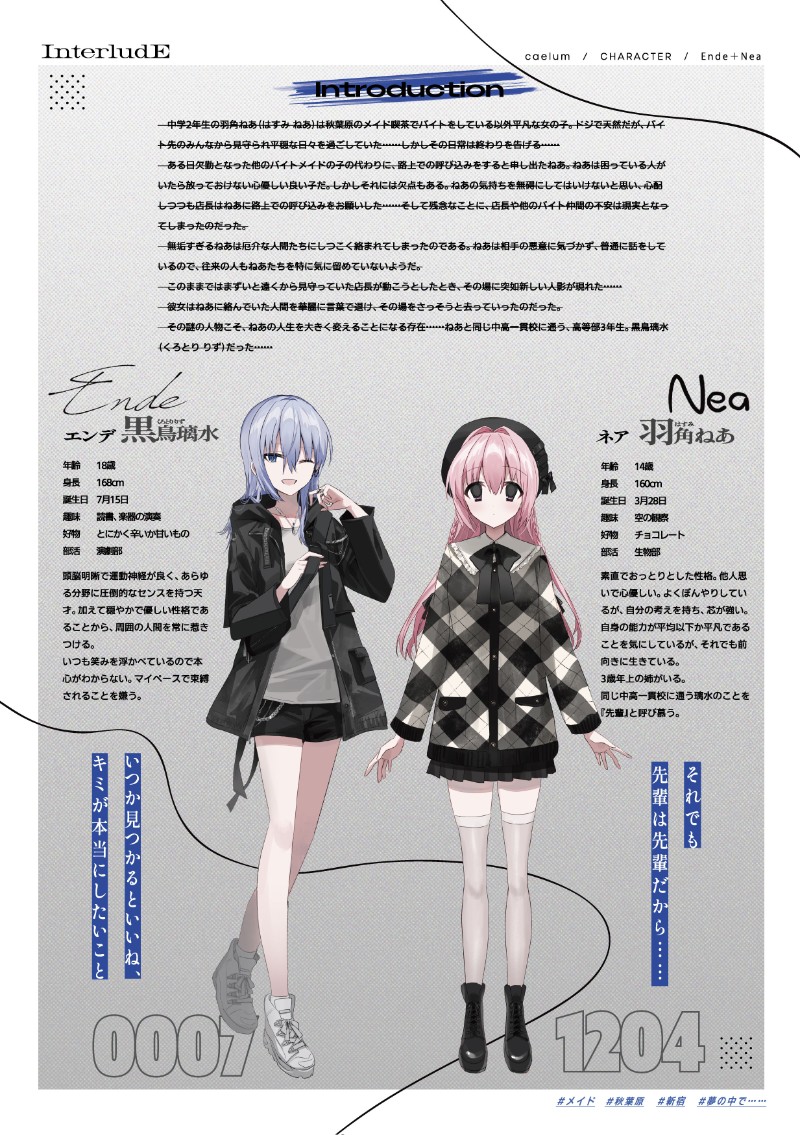 InterludE
caelum / CHARACTER / Ende+Nea
Introduction
中学2年生の羽角ねあ(はすみ ねあ)は秋葉原のメイド喫茶でバイトをしている以外平凡な女の子。ドジで天然だが、バイ
ト先のみんなから見守られ平穏な日々を過ごしていた……しかしその日常は終わりを告げる……
ある日欠勤となった他のバイトメイドの子の代わりに、路上での呼び込みをすると申し出たねあ。ねあは困っている人が
いたら放っておけない心優しい良い子だ。しかしそれには欠点もある。ねあの気持ちを無碍にしてはいけないと思い、心配
しつつも店長はねあに路上での呼び込みをお願いした……そして残念なことに、店長や他のバイト仲間の不安は現実となっ
てしまったのだった。
無垢すぎるねあは厄介な人間たちにしつこく絡まれてしまったのである。ねあは相手の悪意に気づかず、普通に話をして
いるので、往来の人もねあたちを特に気に留めていないようだ。
このままではまずいと遠くから見守っていた店長が動こうとしたとき、その場に突如新しい人影が現れた……
彼女はねあに絡んでいた人間を華麗に言葉で退け、その場をさっそうと去っていったのだった。
その謎の人物こそ、ねあの人生を大きく変えることになる存在……ねあと同じ中高一貫校に通う、高等部3年生。黒鳥璃水
(くろとり りず)だった……
Ende
エンデ 黒鳥璃水
くろとりりず
年齢 18歳
身長 168cm
誕生日 7月15日
趣味 読書、楽器の演奏
好物 とにかく辛いか甘いもの
部活 演劇部
頭脳明晰で運動神経が良く、あらゆ
る分野に圧倒的なセンスを持つ天
才。加えて穏やかで優しい性格であ
ることから、周囲の人間を常に惹き
つける。
いつも笑みを浮かべているので本
心がわからない。マイペースで束縛
されることを嫌う。
Nea
ネア 羽角ねあ
はすみ
年齢 14歳
身長 160cm
誕生日 3月28日
趣味 空の観察
好物 チョコレート
部活 生物部
素直でおっとりとした性格。他人思
いで心優しい。よくぼんやりしてい
るが、自分の考えを持ち、芯が強い。
自身の能力が平均以下か平凡である
ことを気にしているが、それでも前
向きに生きている。
3歳年上の姉がいる。
同じ中高一貫校に通う璃水のことを
『先輩』と呼び慕う。
いつか見つかるといいね、
キミが本当にしたいこと
それでも
先輩は先輩だから……
0007
1204
#メイド #秋葉原 #新宿 #夢の中で……